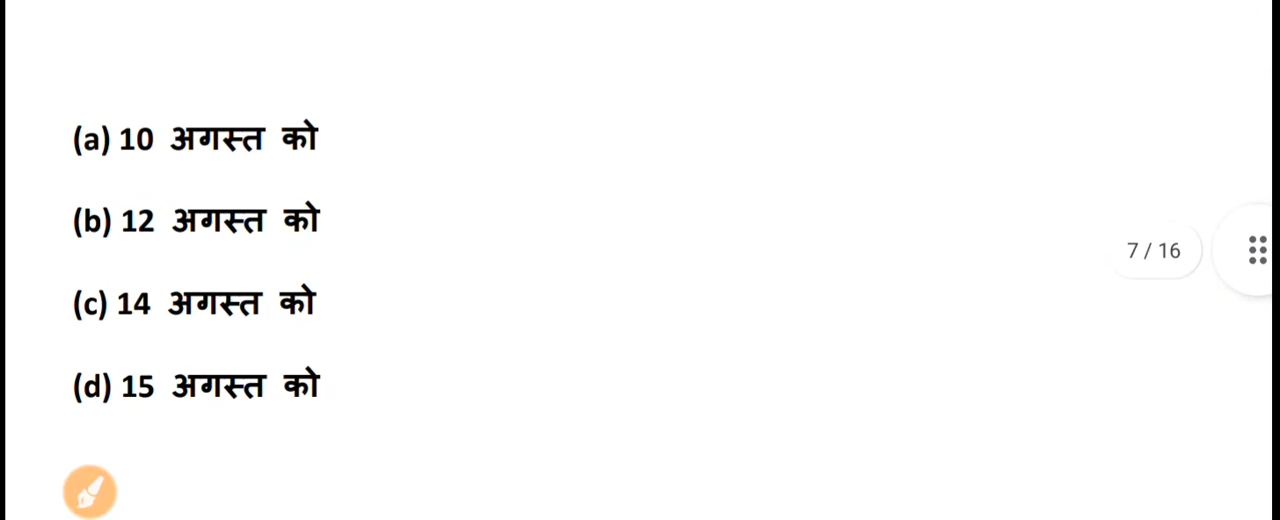 (a) 10 अगस्त को
(b) 12 अगस्त को
7 / 16
(c) 14 अगस्त को
(d) 15 अगस्त को